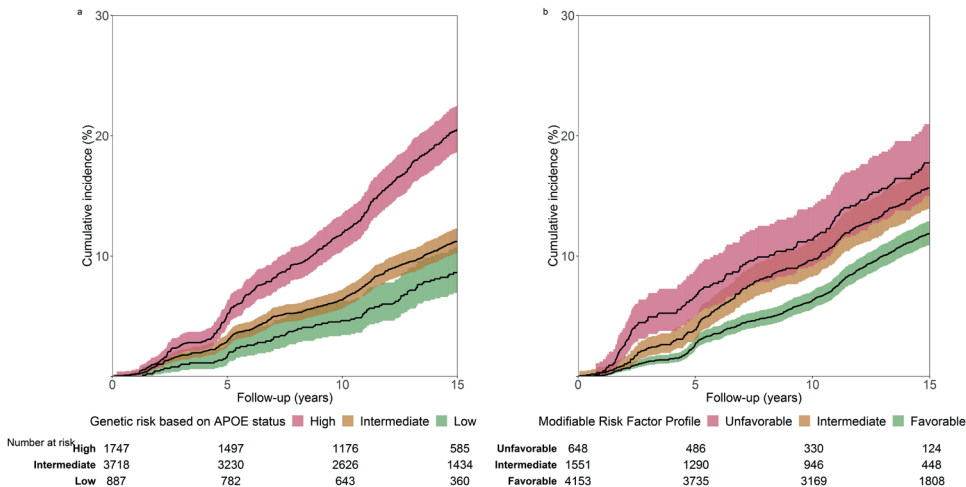 a
30
20
10
Cumulative incidence (%)
0 5 10 15
Follow-up (years)
Genetic risk based on APOE status High Intermediate Low
Number at risk
High 1747 1497 1176 585
Intermediate 3718 3230 2626 1434
Low 887 782 643 360
b
30
20
10
Cumulative incidence (%)
0 5 10 15
Follow-up (years)
Modifiable Risk Factor Profile Unfavorable Intermediate Favorable
Unfavorable 648 486 330 124
Intermediate 1551 1290 946 448
Favorable 4153 3735 3169 1808